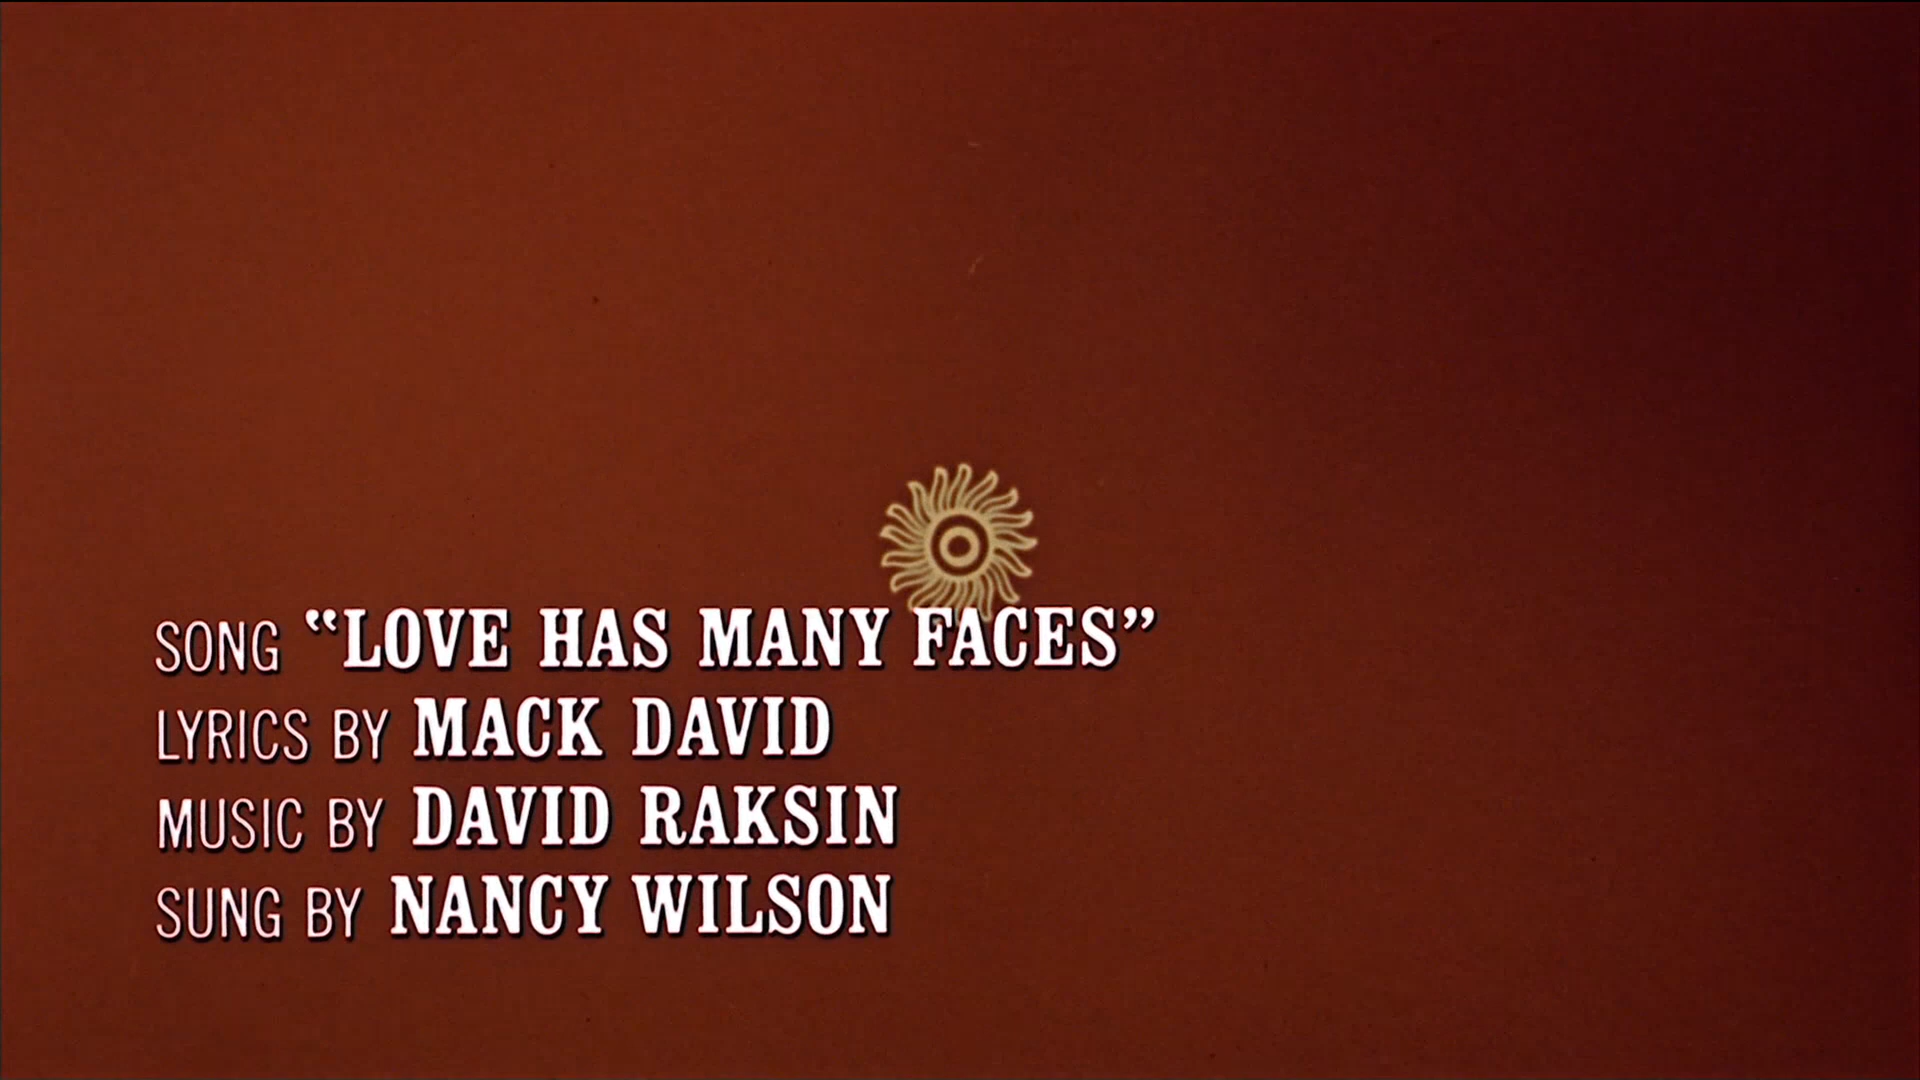 SONG “LOVE HAS MANY FACES”
LYRICS BY MACK DAVID
MUSIC BY DAVID RAKSIN
SUNG BY NANCY WILSON